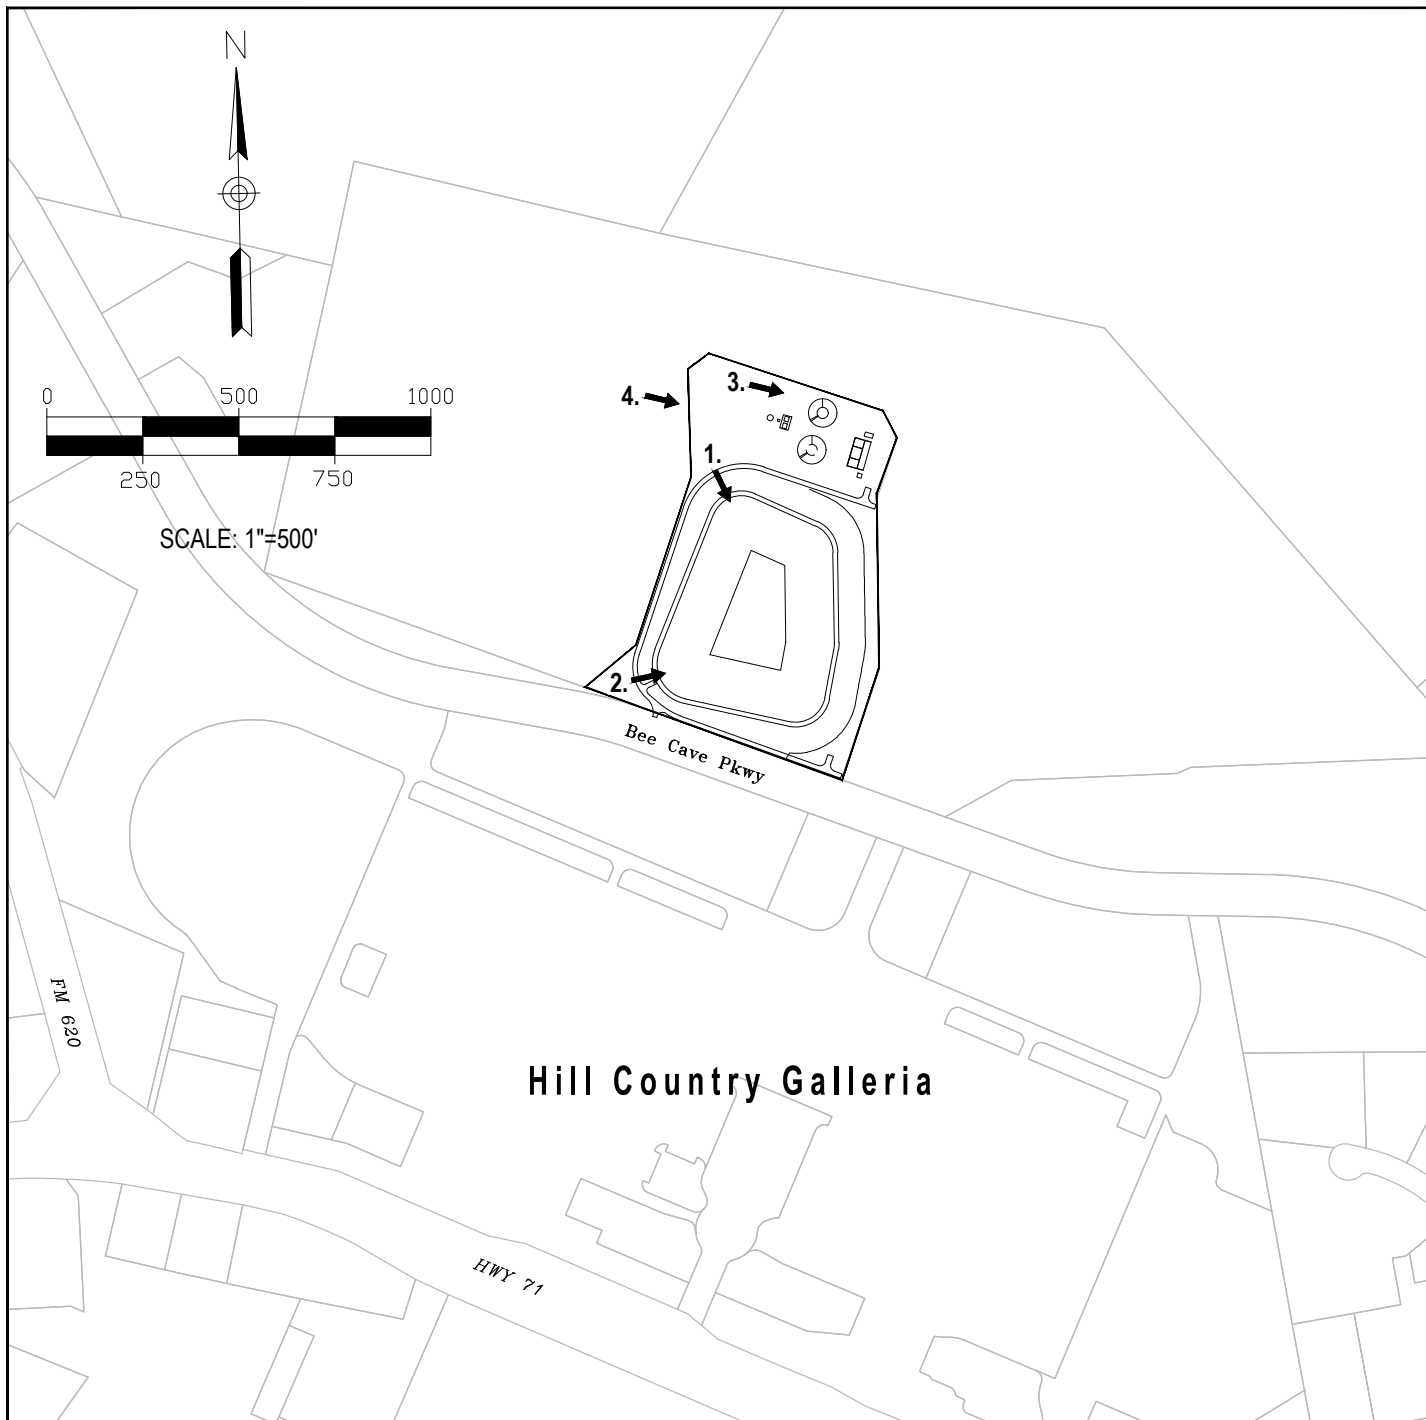 N
0 500 1000
250 750
SCALE: 1"=500'
3.
4.
1.
2.
Bee Cave Pkwy
FM 620
Hill Country Galleria
HWY 71